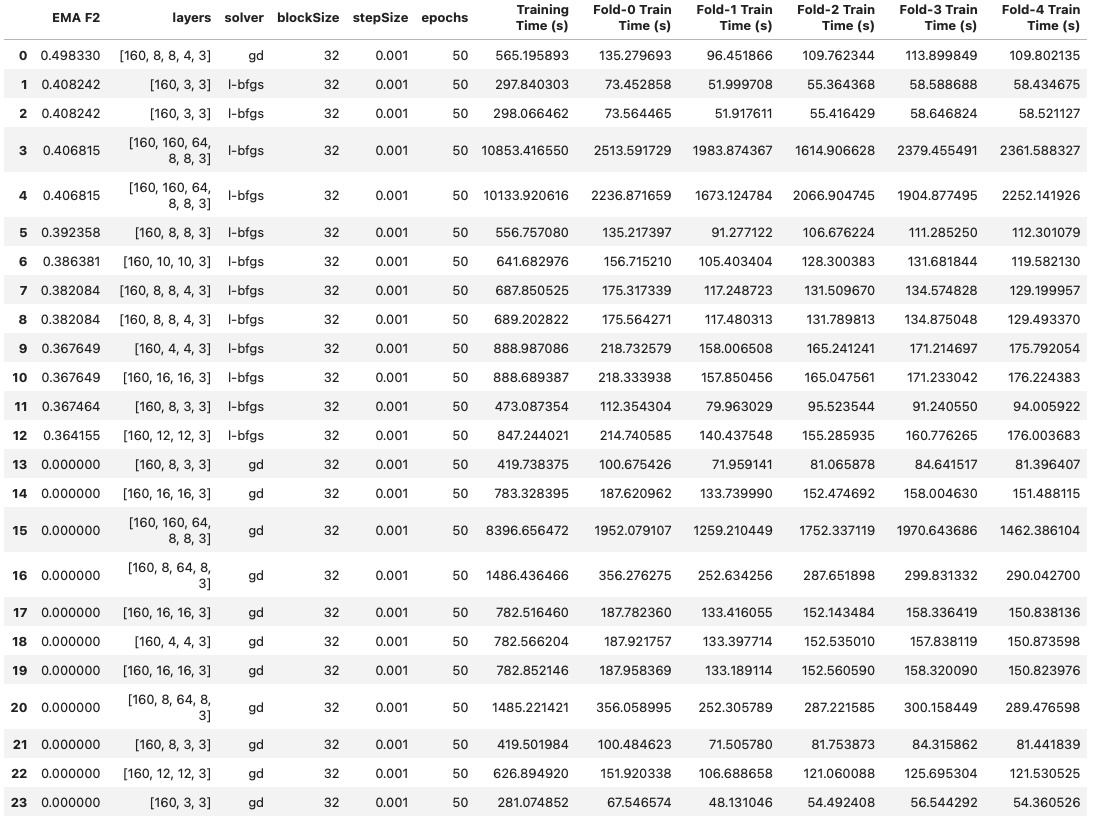 EMA F2 layers solver blockSize stepSize epochs Training Time (s) Fold-0 Train Time (s) Fold-1 Train Time (s) Fold-2 Train Time (s) Fold-3 Train Time (s) Fold-4 Train Time (s)
0 0.498330 [160, 8, 8, 4, 3] gd 32 0.001 50 565.195893 135.279693 96.451866 109.762344 113.899849 109.802135
1 0.408242 [160, 3, 3] l-bfgs 32 0.001 50 297.840303 73.452858 51.999708 55.364368 58.588688 58.434675
2 0.408242 [160, 3, 3] l-bfgs 32 0.001 50 298.066462 73.564465 51.917611 55.416429 58.646824 58.521127
3 0.406815 [160, 160, 64, 8, 8, 3] l-bfgs 32 0.001 50 10853.416550 2513.591729 1983.874367 1614.906628 2379.455491 2361.588327
4 0.406815 [160, 160, 64, 8, 8, 3] l-bfgs 32 0.001 50 10133.920616 2236.871659 1673.124784 2066.904745 1904.877495 2252.141926
5 0.392358 [160, 8, 8, 3] l-bfgs 32 0.001 50 556.757080 135.217397 91.277122 106.676224 111.285250 112.301079
6 0.386381 [160, 10, 10, 3] l-bfgs 32 0.001 50 641.682976 156.715210 105.403404 128.300383 131.681844 119.582130
7 0.382084 [160, 8, 8, 4, 3] l-bfgs 32 0.001 50 687.850525 175.317339 117.248723 131.509670 134.574828 129.199957
8 0.382084 [160, 8, 8, 4, 3] l-bfgs 32 0.001 50 689.202822 175.564271 117.480313 131.789813 134.875048 129.493370
9 0.367649 [160, 4, 4, 3] l-bfgs 32 0.001 50 888.987086 218.732579 158.006508 165.241241 171.214697 175.792054
10 0.367649 [160, 16, 16, 3] l-bfgs 32 0.001 50 888.689387 218.333938 157.850456 165.047561 171.233042 176.224383
11 0.367464 [160, 8, 3, 3] l-bfgs 32 0.001 50 473.087354 112.354304 79.963029 95.523544 91.240550 94.005922
12 0.364155 [160, 12, 12, 3] l-bfgs 32 0.001 50 847.244021 214.740585 140.437548 155.285935 160.776265 176.003683
13 0.000000 [160, 8, 3, 3] gd 32 0.001 50 419.738375 100.675426 71.959141 81.065878 84.641517 81.396407
14 0.000000 [160, 16, 16, 3] gd 32 0.001 50 783.328395 187.620962 133.739990 152.474692 158.004630 151.488115
15 0.000000 [160, 160, 64, 8, 8, 3] gd 32 0.001 50 8396.656472 1952.079107 1259.210449 1752.337119 1970.643686 1462.386104
16 0.000000 [160, 8, 64, 8, 3] gd 32 0.001 50 1486.436466 356.276275 252.634256 287.651898 299.831332 290.042700
17 0.000000 [160, 16, 16, 3] gd 32 0.001 50 782.516460 187.782360 133.416055 152.143484 158.336419 150.838136
18 0.000000 [160, 4, 4, 3] gd 32 0.001 50 782.566204 187.921757 133.397714 152.535010 157.838119 150.873598
19 0.000000 [160, 16, 16, 3] gd 32 0.001 50 782.852146 187.958369 133.189114 152.560590 158.320090 150.823976
20 0.000000 [160, 8, 64, 8, 3] gd 32 0.001 50 1485.221421 356.058995 252.305789 287.221585 300.158449 289.476598
21 0.000000 [160, 8, 3, 3] gd 32 0.001 50 419.501984 100.484623 71.505780 81.753873 84.315862 81.441839
22 0.000000 [160, 12, 12, 3] gd 32 0.001 50 626.894920 151.920338 106.688658 121.060088 125.695304 121.530525
23 0.000000 [160, 3, 3] gd 32 0.001 50 281.074852 67.546574 48.131046 54.492408 56.544292 54.360526